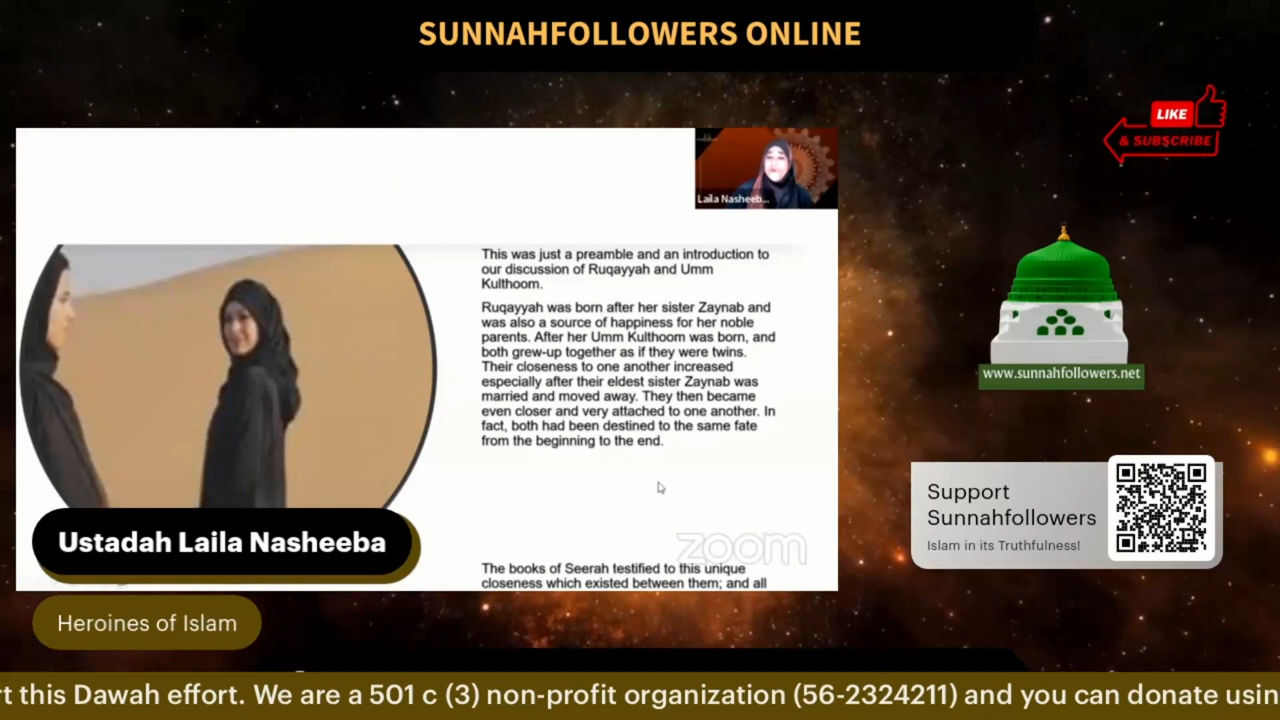 SUNNAHFOLLOWERS ONLINE
LIKE
& SUBSCRIBE
Laila Nasheeb...
This was just a preamble and an introduction to
our discussion of Ruqayyah and Umm
Kulthoom.
Ruqayyah was born after her sister Zaynab and
was also a source of happiness for her noble
parents. After her Umm Kulthoom was born, and
both grew-up together as if they were twins.
Their closeness to one another increased
especially after their eldest sister Zaynab was
married and moved away. They then became
even closer and very attached to one another. In
fact, both had been destined to the same fate
from the beginning to the end.
zoom
The books of Seerah testified to this unique
closeness which existed between them; and all
www.sunnahfollowers.net
Support
Sunnahfollowers
Islam in its Truthfulness!
Ustadah Laila Nasheeba
Heroines of Islam
rt this Dawah effort. We are a 501 c (3) non-profit organization (56-2324211) and you can donate usin